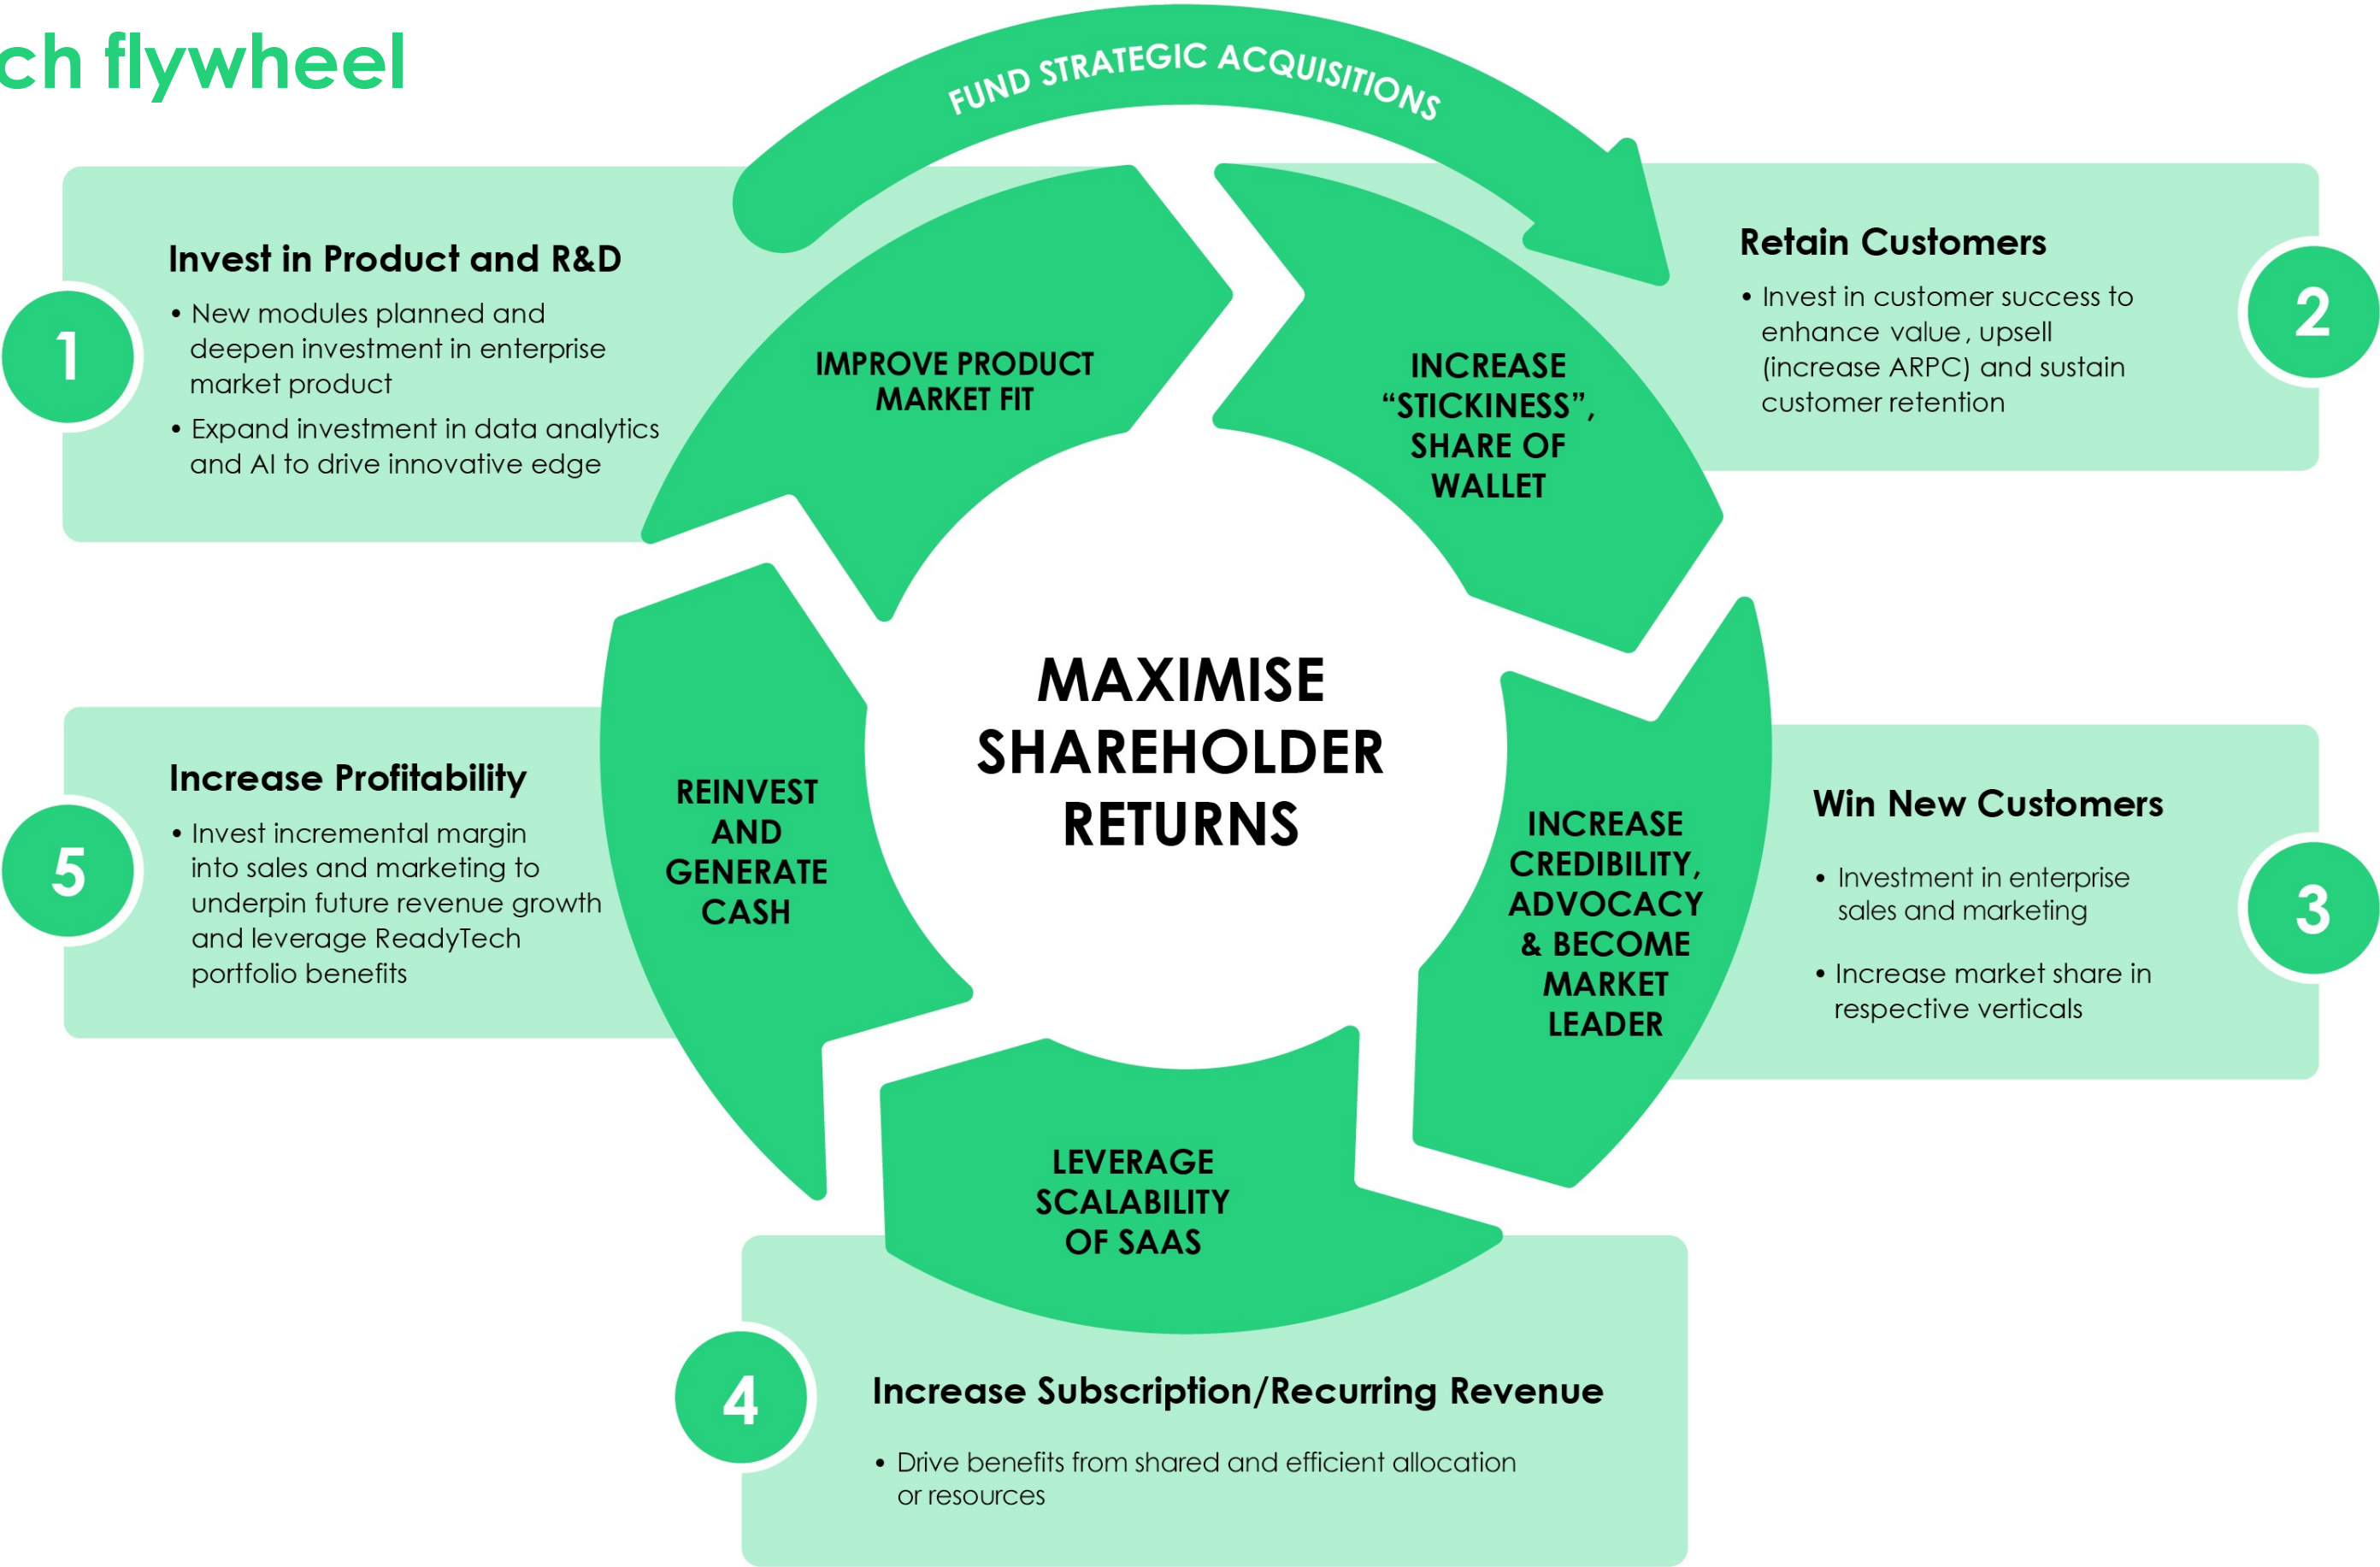 ch flywheel
FUND STRATEGIC ACQUISITIONS
1
Invest in Product and R&D
• New modules planned and
deepen investment in enterprise
market product
• Expand investment in data analytics
and AI to drive innovative edge
IMPROVE PRODUCT
MARKET FIT
INCREASE
“STICKINESS”,
SHARE OF
WALLET
Retain Customers
• Invest in customer success to
enhance value, upsell
(increase ARPC) and sustain
customer retention
2
MAXIMISE
SHAREHOLDER
RETURNS
INCREASE
CREDIBILITY,
ADVOCACY
& BECOME
MARKET
LEADER
Win New Customers
• Investment in enterprise
sales and marketing
• Increase market share in
respective verticals
3
LEVERAGE
SCALABILITY
OF SAAS
4
Increase Subscription/Recurring Revenue
• Drive benefits from shared and efficient allocation
or resources
5
Increase Profitability
• Invest incremental margin
into sales and marketing to
underpin future revenue growth
and leverage ReadyTech
portfolio benefits
REINVEST
AND
GENERATE
CASH